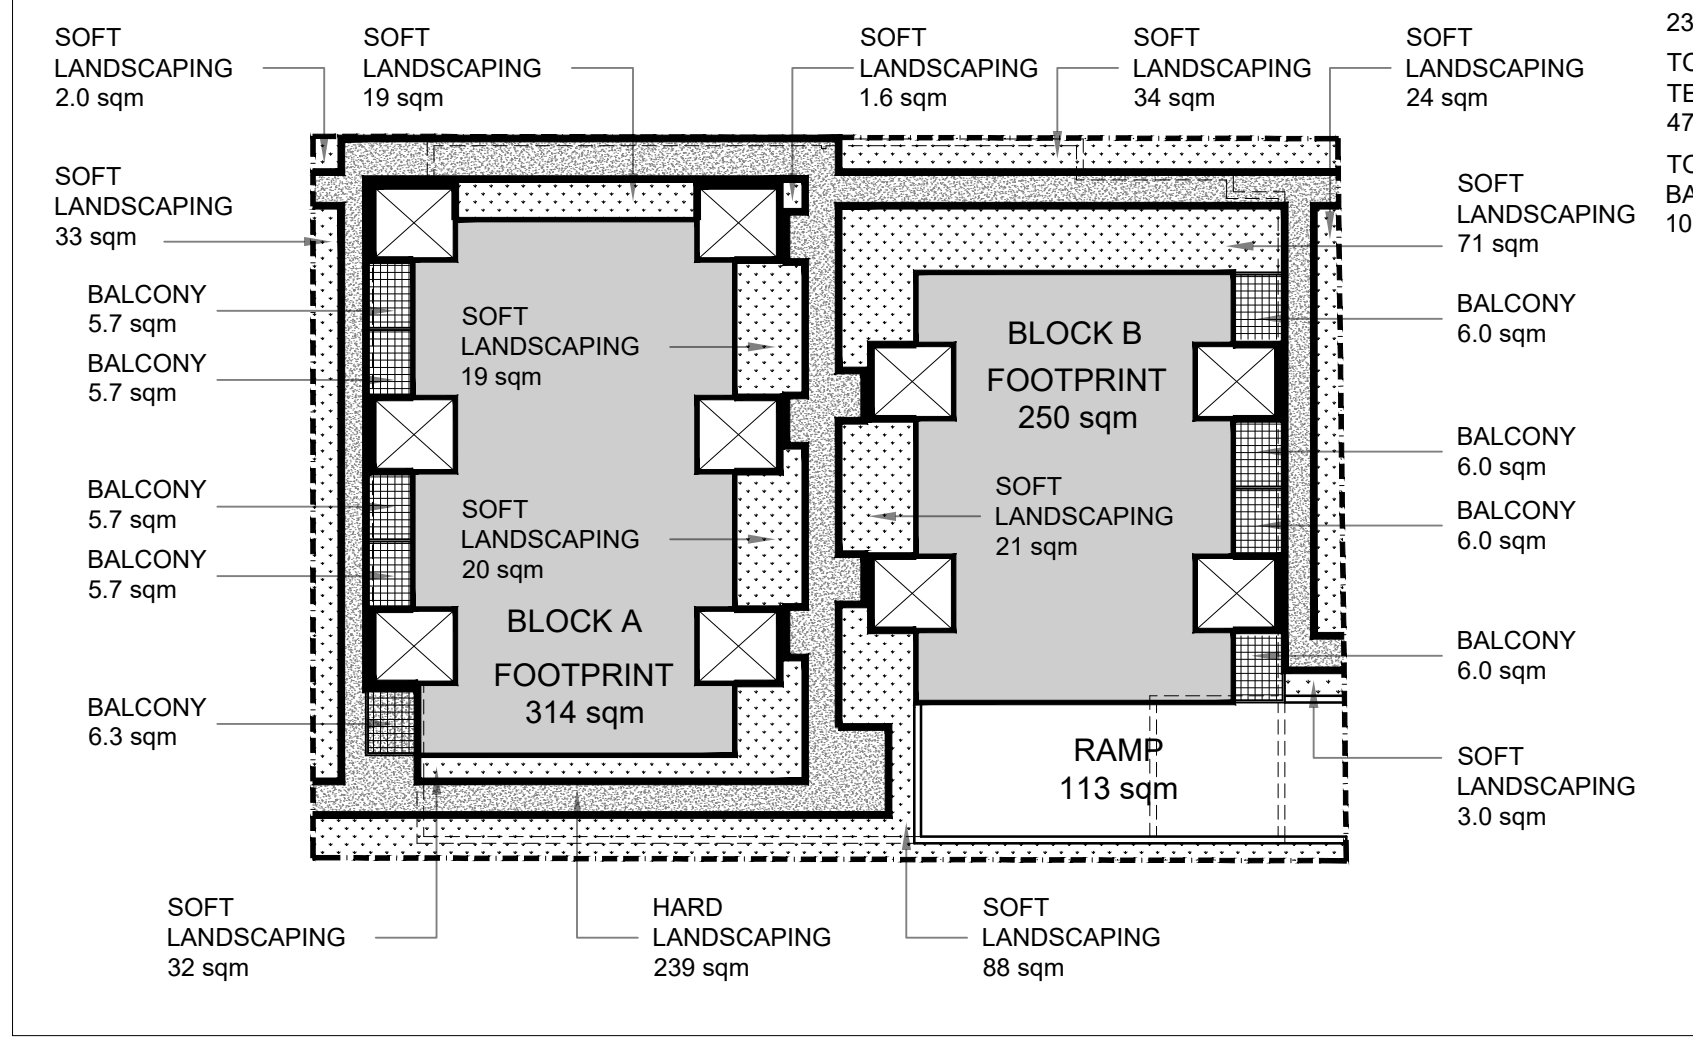 SOFT
LANDSCAPING
2.0 sqm
SOFT
LANDSCAPING
19 sqm
SOFT
LANDSCAPING
1.6 sqm
SOFT
LANDSCAPING
34 sqm
SOFT
LANDSCAPING
24 sqm
23
47
10
SOFT
LANDSCAPING
33 sqm
SOFT
LANDSCAPING
71 sqm
BALCONY
5.7 sqm
BALCONY
5.7 sqm
BALCONY
5.7 sqm
BALCONY
5.7 sqm
BALCONY
6.3 sqm
SOFT
LANDSCAPING
19 sqm
SOFT
LANDSCAPING
20 sqm
BLOCK A
FOOTPRINT
314 sqm
BLOCK B
FOOTPRINT
250 sqm
SOFT
LANDSCAPING
21 sqm
RAMP
113 sqm
BALCONY
6.0 sqm
BALCONY
6.0 sqm
BALCONY
6.0 sqm
BALCONY
6.0 sqm
SOFT
LANDSCAPING
3.0 sqm
SOFT
LANDSCAPING
32 sqm
HARD
LANDSCAPING
239 sqm
SOFT
LANDSCAPING
88 sqm